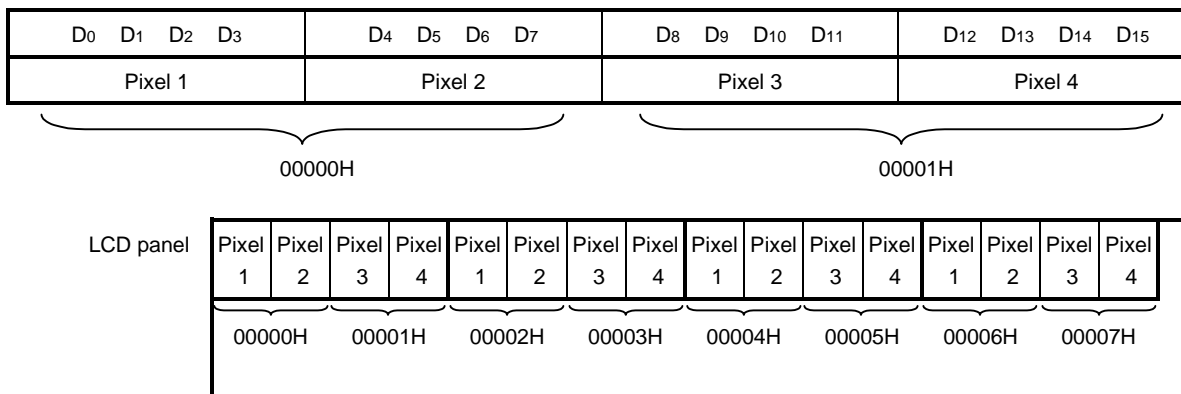 D0 D1 D2 D3 D4 D5 D6 D7 D8 D9 D10 D11 D12 D13 D14 D15
Pixel 1 Pixel 2 Pixel 3 Pixel 4
00000H 00001H
LCD panel Pixel Pixel Pixel Pixel Pixel Pixel Pixel Pixel Pixel Pixel Pixel Pixel Pixel Pixel Pixel Pixel
1 2 3 4 1 2 3 4 1 2 3 4 1 2 3 4
00000H 00001H 00002H 00003H 00004H 00005H 00006H 00007H